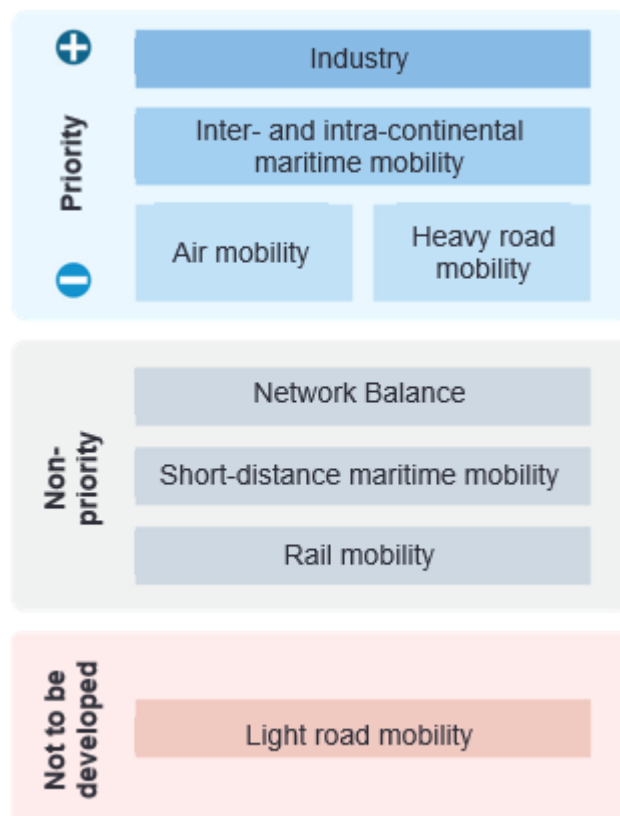 Priority
Industry
Inter- and intra-continental
maritime mobility
Air mobility
Heavy road
mobility
Non-
priority
Network Balance
Short-distance maritime mobility
Rail mobility
Not to be
developed
Light road mobility